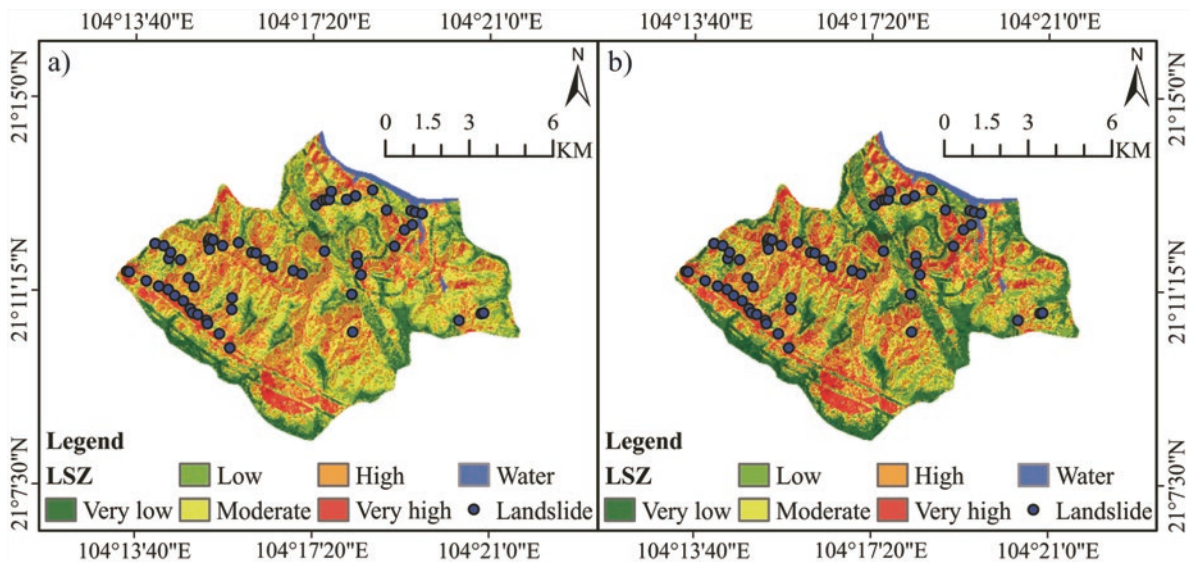 104°13'40"E 104°17'20"E 104°21'0"E 104°13'40"E 104°17'20"E 104°21'0"E
a)
N
0 1.5 3 6
KM
b)
N
0 1.5 3 6
KM
21°15'0"N
21°11'15"N
21°7'30"N
21°15'0"N
21°11'15"N
21°7'30"N
Legend
LSZ Low High Water
Very low Moderate Very high Landslide
Legend
LSZ Low High Water
Very low Moderate Very high Landslide
104°13'40"E 104°17'20"E 104°21'0"E 104°13'40"E 104°17'20"E 104°21'0"E